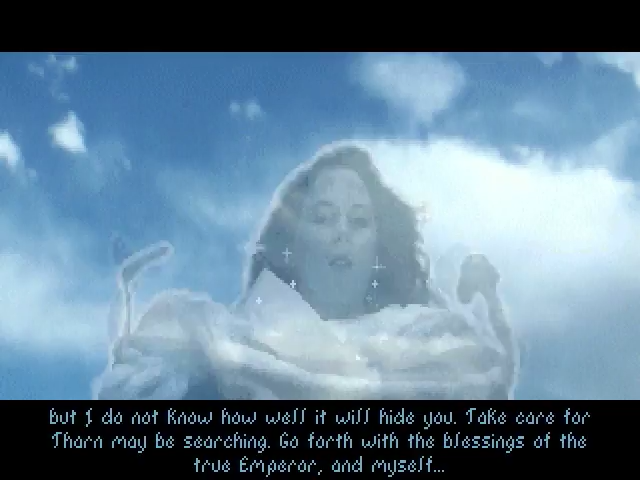 But I do not know how well it will hide you. Take care for
Tharn may be searching. Go forth with the blessings of the
true Emperor, and myself...